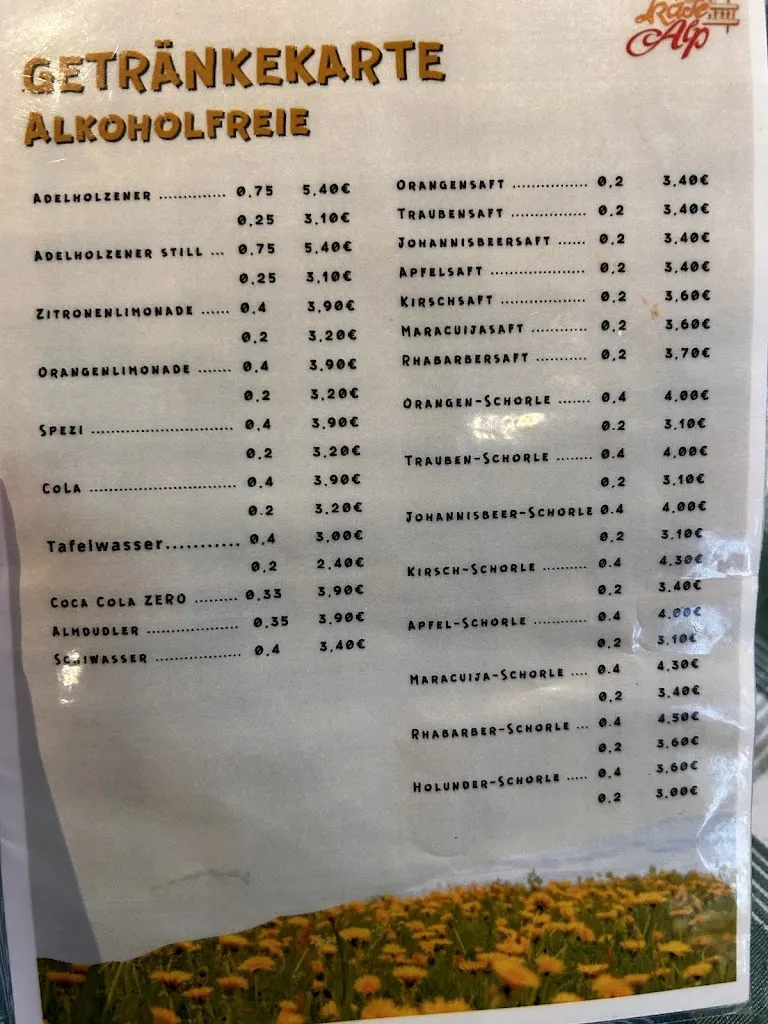 Käse
Alp
GETRÄNKEKARTE
ALKOHOLFREIE
ADELHOLZENER ............. 0,75 5,40€
0,25 3,10€
ADELHOLZENER STILL ... 0,75 5,40€
0,25 3,10€
ZITRONENLIMONADE ...... 0,4 3,90€
0,2 3,20€
ORANGENLIMONADE ....... 0,4 3,90€
0,2 3,20€
SPEZI ............................. 0,4 3,90€
0,2 3,20€
COLA .............................. 0,4 3,90€
0.2 3,20€
Tafelwasser........... 0,4 3,00€
0,2 2,40€
COCA COLA ZERO ......... 0,33 3,90€
ALMDUDLER ................... 0,35 3,90€
SCHIWASSER .................. 0,4 3,40€
ORANGENSAFT ............... 0,2 3,40€
TRAUBENSAFT ............... 0,2 3,40€
JOHANNISBEERSAFT ...... 0,2 3,40€
APFELSAFT ................... 0,2 3,40€
KIRSCHSAFT ................. 0,2 3,60€
MARACUIJASAFT ............ 0,2 3,60€
RHABARBERSAFT ........... 0,2 3,70€
ORANGEN-SCHORLE ....... 0,4 4,00€
0.2 3,10€
TRAUBEN-SCHORLE ........ 0.4 4,00€
0,2 3,10€
JOHANNISBEER-SCHORLE 0.4 4,00€
0,2 3,10€
KIRSCH-SCHORLE ........... 0.4 4,30€
0,2 3,40€
APFEL-SCHORLE ............ 0.4 4,00€
0,2 3,10€
MARACUIJA-SCHORLE .... 0.4 4,30€
0,2 3,40€
RHABARBER-SCHORLE ... 0.4 4,50€
0,2 3,60€
HOLUNDER-SCHORLE ..... 0,4 3,60€
0,2 3,00€